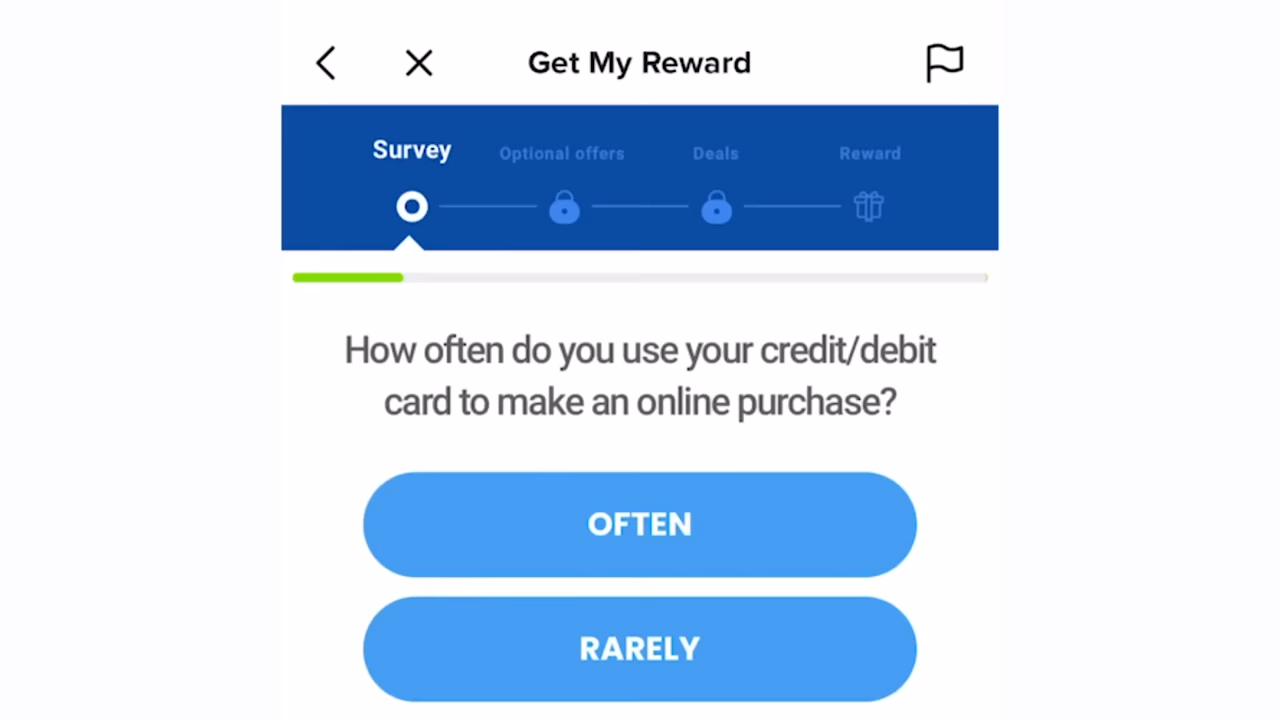 Get My Reward
Survey
Optional offers
Deals
Reward
How often do you use your credit/debit
card to make an online purchase?
OFTEN
RARELY